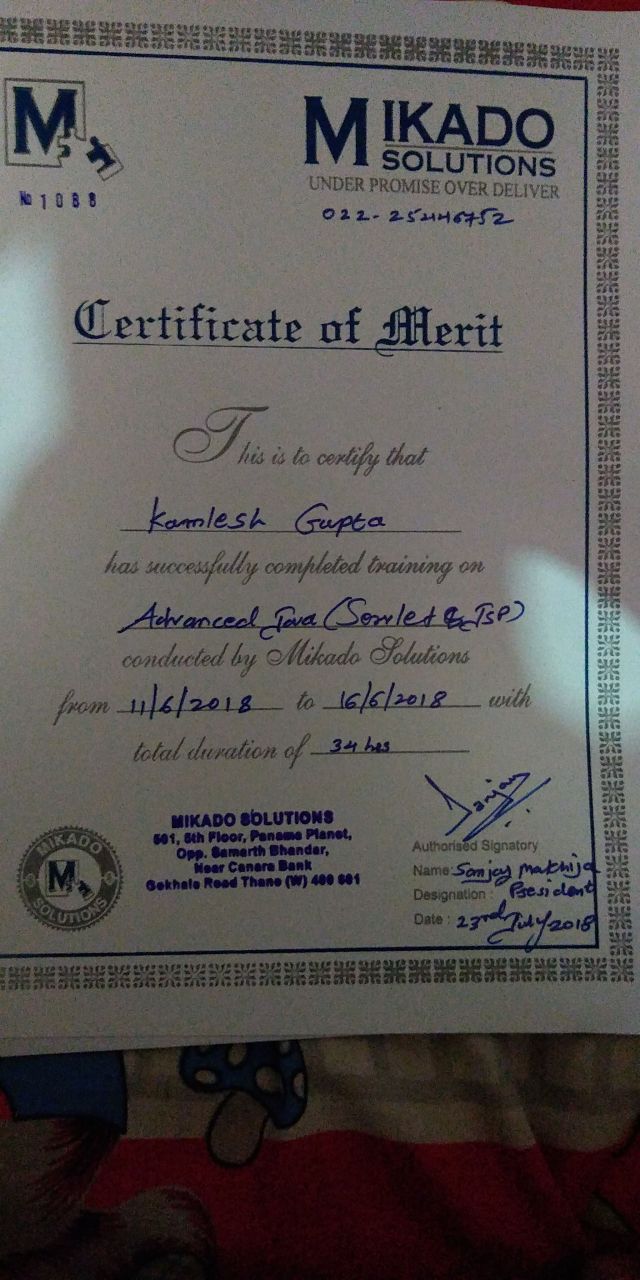 M
No 1088
MIKADO
SOLUTIONS
UNDER PROMISE OVER DELIVER
022-25446752
Certificate of Merit
This is to certify that
Kamlesh Gupta
has successfully completed training on
Advanced Java (Servlet & JSP)
conducted by Mikado Solutions
from 11/6/2018 to 16/6/2018 with
total duration of 34 hrs
MIKADO SOLUTIONS
501, 5th Floor, Panama Planet,
Opp. Samarth Bhandar,
Near Canara Bank
Gokhale Road Thane (W) 400 601
MIKADO
M
SOLUTIONS
Sanjay
Authorised Signatory
Name: Sanjay Makhija
Designation : President
Date : 23rd July 2018